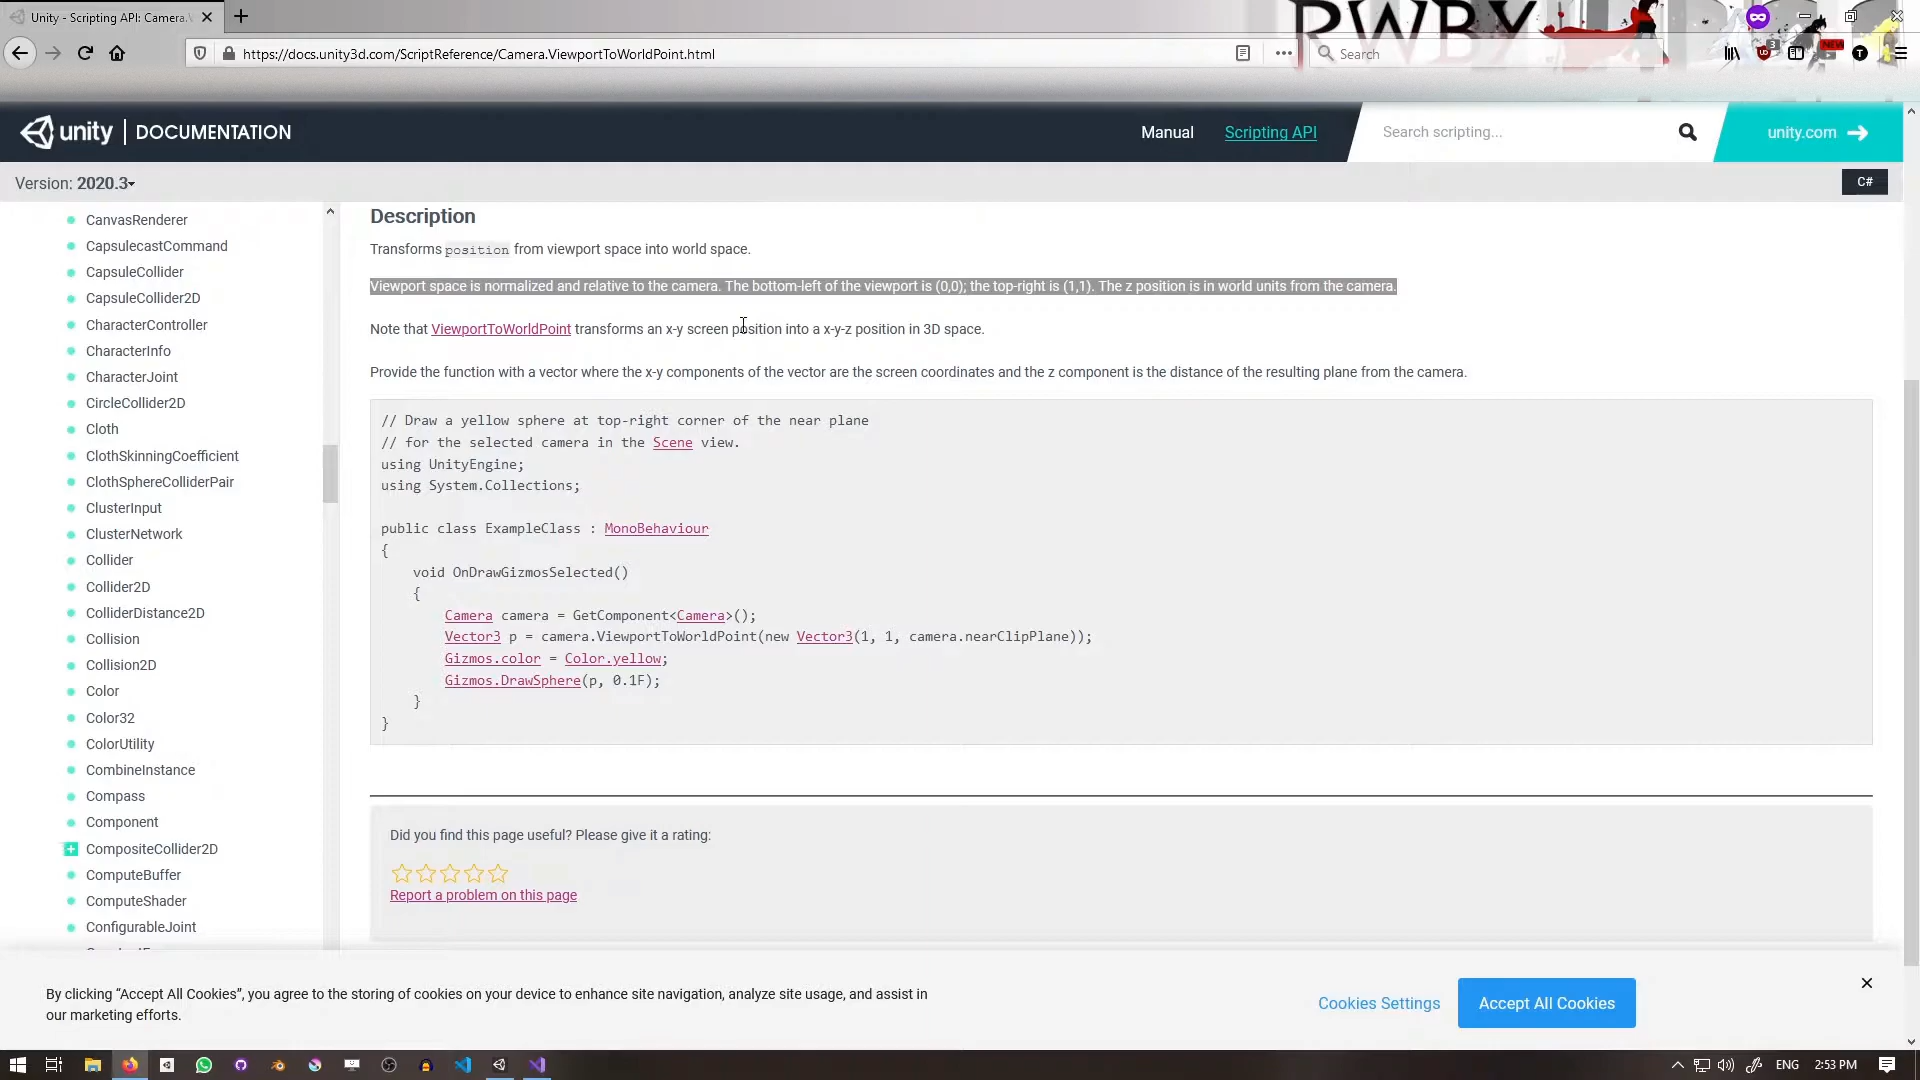 Unity - Scripting API: Camera.V
RWBY
https://docs.unity3d.com/ScriptReference/Camera.ViewportToWorldPoint.html
Search
3
NEW
T
unity | DOCUMENTATION
Manual
Scripting API
Search scripting...
unity.com
Version: 2020.3
C#
CanvasRenderer
CapsulecastCommand
CapsuleCollider
CapsuleCollider2D
CharacterController
CharacterInfo
CharacterJoint
CircleCollider2D
Cloth
ClothSkinningCoefficient
ClothSphereColliderPair
ClusterInput
ClusterNetwork
Collider
Collider2D
ColliderDistance2D
Collision
Collision2D
Color
Color32
ColorUtility
CombineInstance
Compass
Component
CompositeCollider2D
ComputeBuffer
ComputeShader
ConfigurableJoint
Description
Transforms position from viewport space into world space.
Viewport space is normalized and relative to the camera. The bottom-left of the viewport is (0,0); the top-right is (1,1). The z position is in world units from the camera.
Note that ViewportToWorldPoint transforms an x-y screen position into a x-y-z position in 3D space.
Provide the function with a vector where the x-y components of the vector are the screen coordinates and the z component is the distance of the resulting plane from the camera.
// Draw a yellow sphere at top-right corner of the near plane
// for the selected camera in the Scene view.
using UnityEngine;
using System.Collections;
public class ExampleClass : MonoBehaviour
{
void OnDrawGizmosSelected()
{
Camera camera = GetComponent<Camera>();
Vector3 p = camera.ViewportToWorldPoint(new Vector3(1, 1, camera.nearClipPlane));
Gizmos.color = Color.yellow;
Gizmos.DrawSphere(p, 0.1F);
}
}
Did you find this page useful? Please give it a rating:
Report a problem on this page
By clicking “Accept All Cookies”, you agree to the storing of cookies on your device to enhance site navigation, analyze site usage, and assist in
our marketing efforts.
Cookies Settings
Accept All Cookies
ENG
2:53 PM